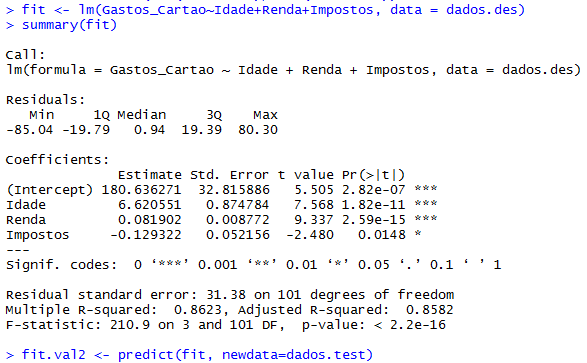 > fit <- lm(Gastos_Cartao~Idade+Renda+Impostos, data = dados.des)
> summary(fit)
Call:
lm(formula = Gastos_Cartao ~ Idade + Renda + Impostos, data = dados.des)
Residuals:
   Min     1Q Median     3Q    Max
-85.04 -19.79   0.94  19.39  80.30
Coefficients:
              Estimate Std. Error t value Pr(>|t|)
(Intercept) 180.636271  32.815886   5.505 2.82e-07 ***
Idade         6.620551   0.874784   7.568 1.82e-11 ***
Renda         0.081902   0.008772   9.337 2.59e-15 ***
Impostos     -0.129322   0.052156  -2.480   0.0148 *
---
Signif. codes:  0 ‘***’ 0.001 ‘**’ 0.01 ‘*’ 0.05 ‘.’ 0.1 ‘ ’ 1
Residual standard error: 31.38 on 101 degrees of freedom
Multiple R-squared:  0.8623, Adjusted R-squared:  0.8582
F-statistic: 210.9 on 3 and 101 DF,  p-value: < 2.2e-16
> fit.val2 <- predict(fit, newdata=dados.test)